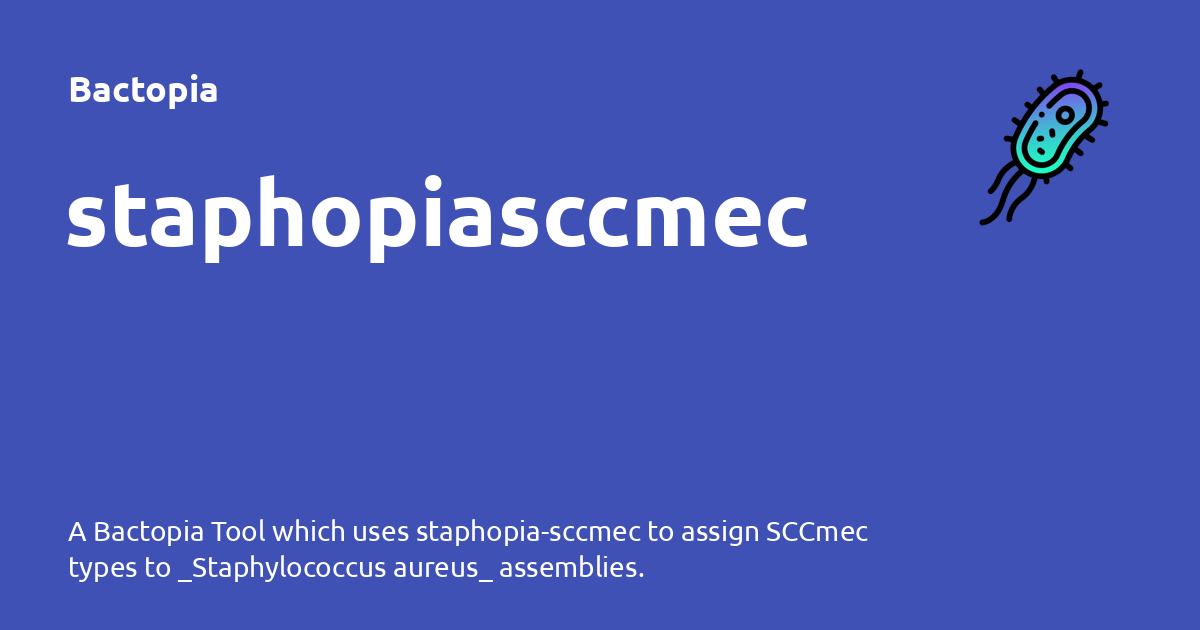 Bactopia
staphopiasccmec
A Bactopia Tool which uses staphopia-sccmec to assign SCCmec
types to _Staphylococcus aureus_ assemblies.